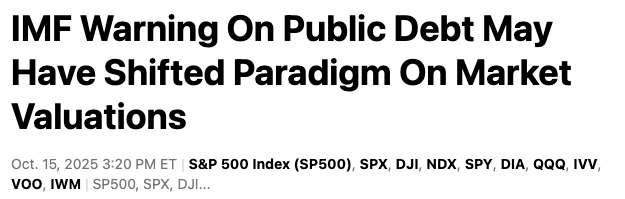 IMF Warning On Public Debt May
Have Shifted Paradigm On Market
Valuations
Oct. 15, 2025 3:20 PM ET | S&P 500 Index (SP500), SPX, DJI, NDX, SPY, DIA, QQQ, IVV,
VOO, IWM | SP500, SPX, DJI...